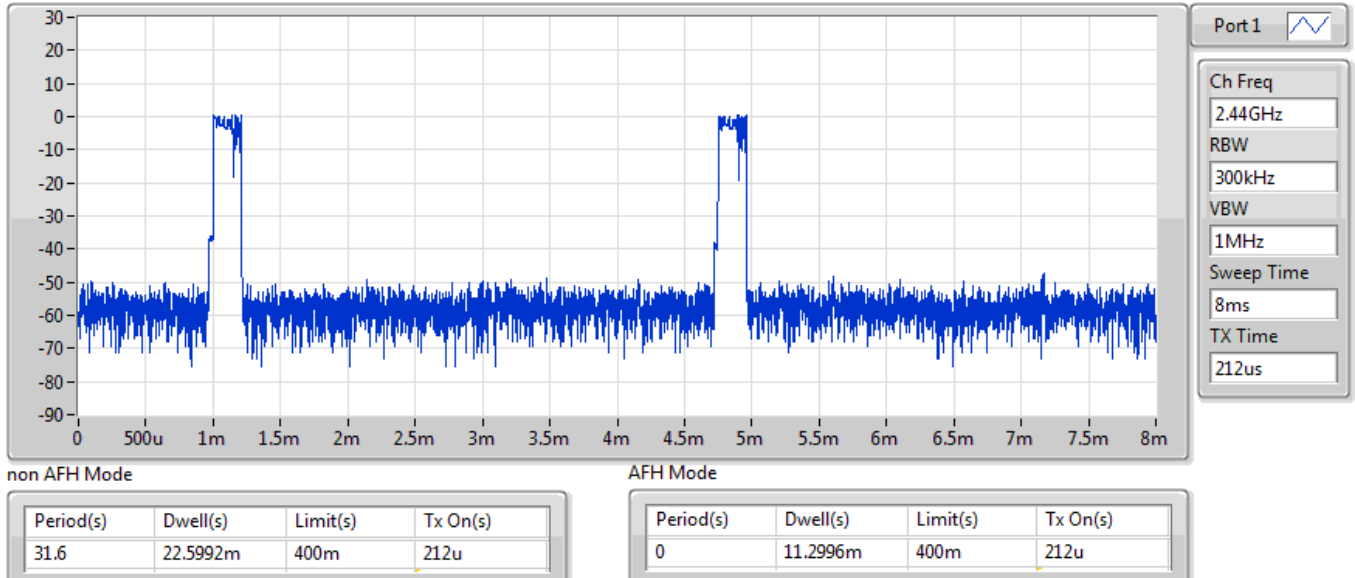 30
20
10
0
-10
-20
-30
-40
-50
-60
-70
-80
-90
0 500u 1m 1.5m 2m 2.5m 3m 3.5m 4m 4.5m 5m 5.5m 6m 6.5m 7m 7.5m 8m
Port 1
Ch Freq
2.44GHz
RBW
300kHz
VBW
1MHz
Sweep Time
8ms
TX Time
212us
non AFH Mode
Period(s) Dwell(s) Limit(s) Tx On(s)
31.6 22.5992m 400m 212u
AFH Mode
Period(s) Dwell(s) Limit(s) Tx On(s)
0 11.2996m 400m 212u